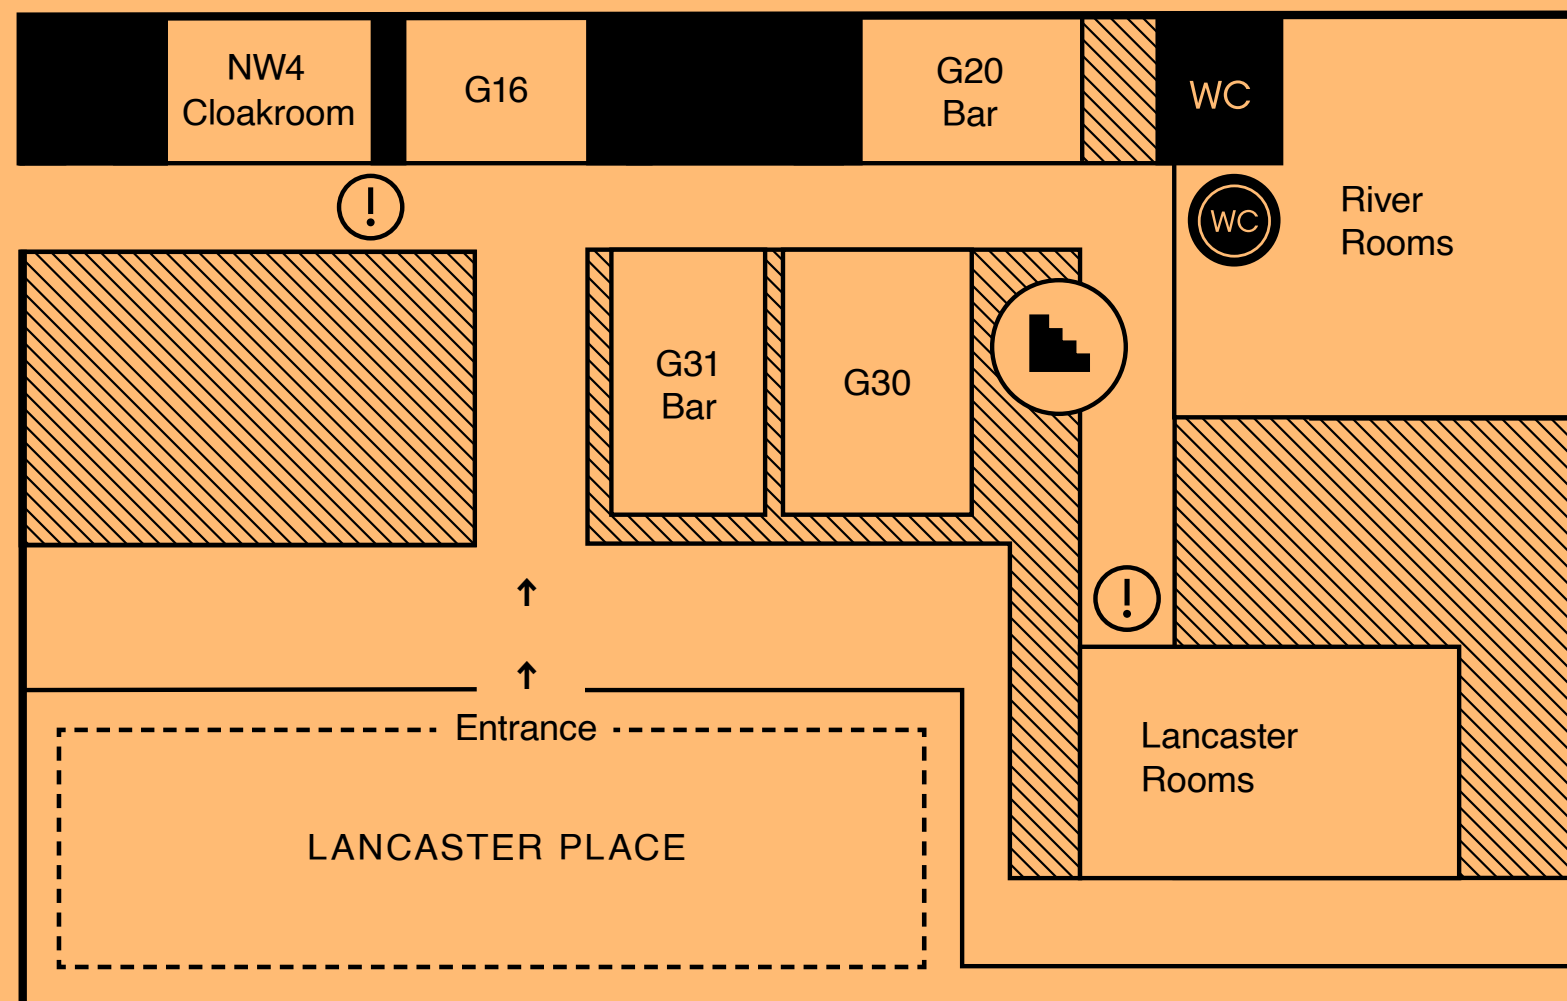 NW4
Cloakroom
G16
G20
Bar
WC
WC
River
Rooms
G31
Bar
G30
!
!
Entrance
Lancaster
Rooms
LANCASTER PLACE